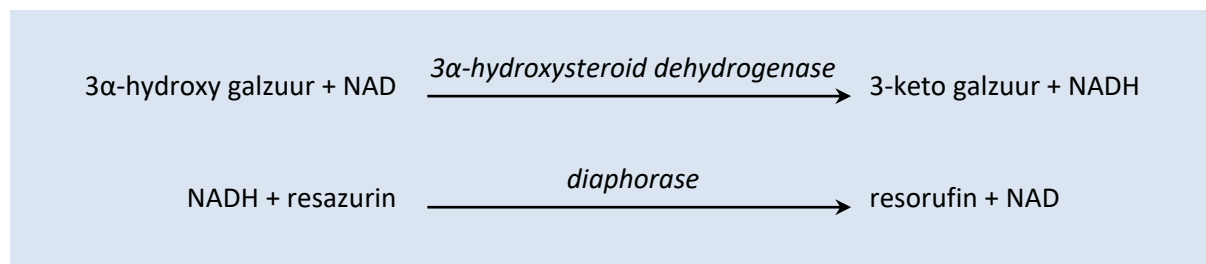 3α-hydroxysteroid dehydrogenase
3α-hydroxy galzuur + NAD 3-keto galzuur + NADH
diaphorase
NADH + resazurin resorufin + NAD